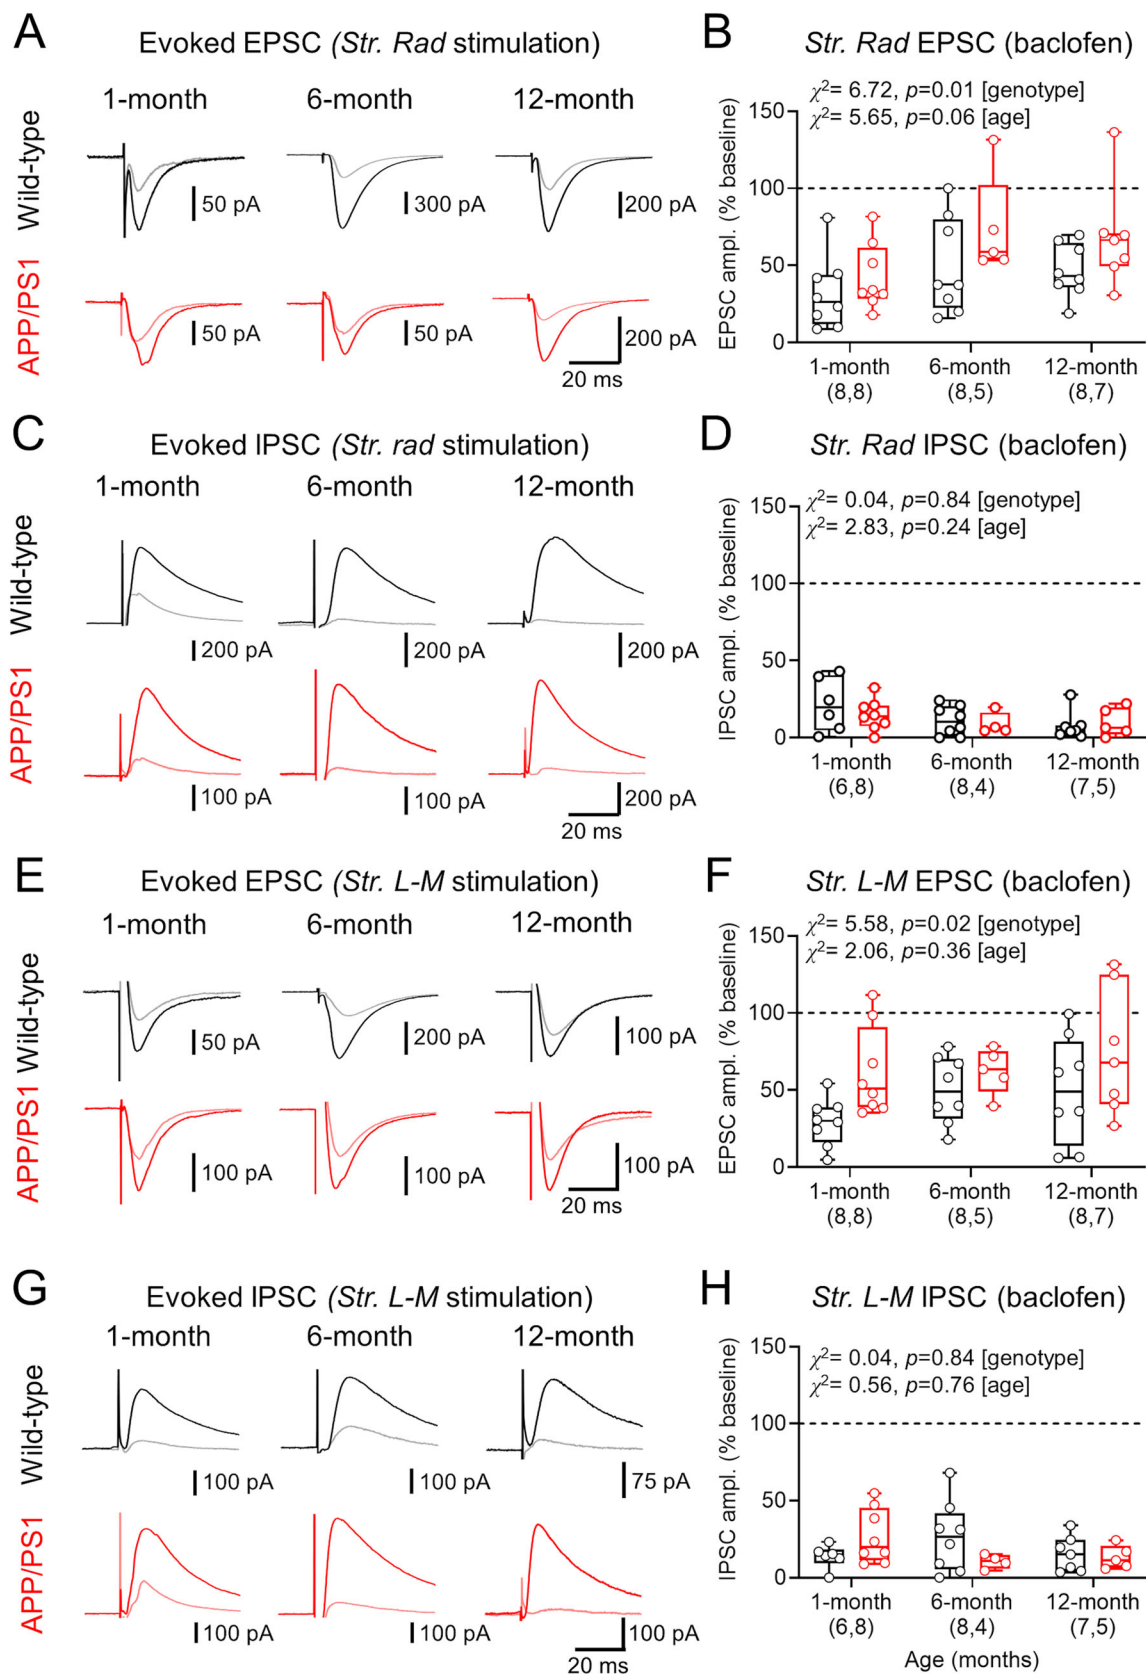 A
Evoked EPSC (Str. Rad stimulation)
1-month
6-month
12-month
Wild-type
50 pA
300 pA
200 pA
APP/PS1
50 pA
50 pA
200 pA
20 ms
B
Str. Rad EPSC (baclofen)
χ²= 6.72, p=0.01 [genotype]
χ²= 5.65, p=0.06 [age]
EPSC ampl. (% baseline)
150
100
50
0
1-month
6-month
12-month
(8,8)
(8,5)
(8,7)
C
Evoked IPSC (Str. rad stimulation)
1-month
6-month
12-month
Wild-type
200 pA
200 pA
200 pA
APP/PS1
100 pA
100 pA
200 pA
20 ms
D
Str. Rad IPSC (baclofen)
χ²= 0.04, p=0.84 [genotype]
χ²= 2.83, p=0.24 [age]
IPSC ampl. (% baseline)
150
100
50
0
1-month
6-month
12-month
(6,8)
(8,4)
(7,5)
E
Evoked EPSC (Str. L-M stimulation)
1-month
6-month
12-month
Wild-type
50 pA
200 pA
100 pA
APP/PS1
100 pA
100 pA
100 pA
20 ms
F
Str. L-M EPSC (baclofen)
χ²= 5.58, p=0.02 [genotype]
χ²= 2.06, p=0.36 [age]
EPSC ampl. (% baseline)
150
100
50
0
1-month
6-month
12-month
(8,8)
(8,5)
(8,7)
G
Evoked IPSC (Str. L-M stimulation)
1-month
6-month
12-month
Wild-type
100 pA
100 pA
75 pA
APP/PS1
100 pA
100 pA
100 pA
20 ms
H
Str. L-M IPSC (baclofen)
χ²= 0.04, p=0.84 [genotype]
χ²= 0.56, p=0.76 [age]
IPSC ampl. (% baseline)
150
100
50
0
1-month
6-month
12-month
(6,8)
(8,4)
(7,5)
Age (months)